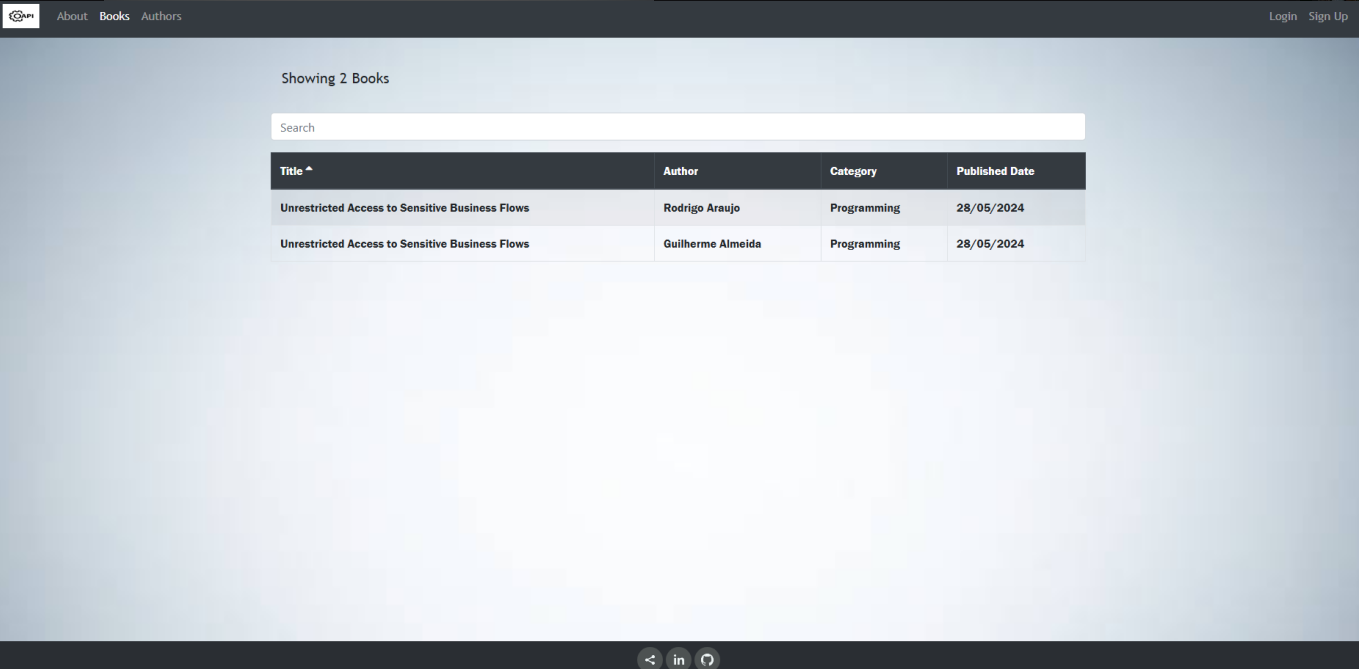 API About Books Authors Login Sign Up
Showing 2 Books
Search
Title Author Category Published Date
Unrestricted Access to Sensitive Business Flows Rodrigo Araujo Programming 28/05/2024
Unrestricted Access to Sensitive Business Flows Guilherme Almeida Programming 28/05/2024
in